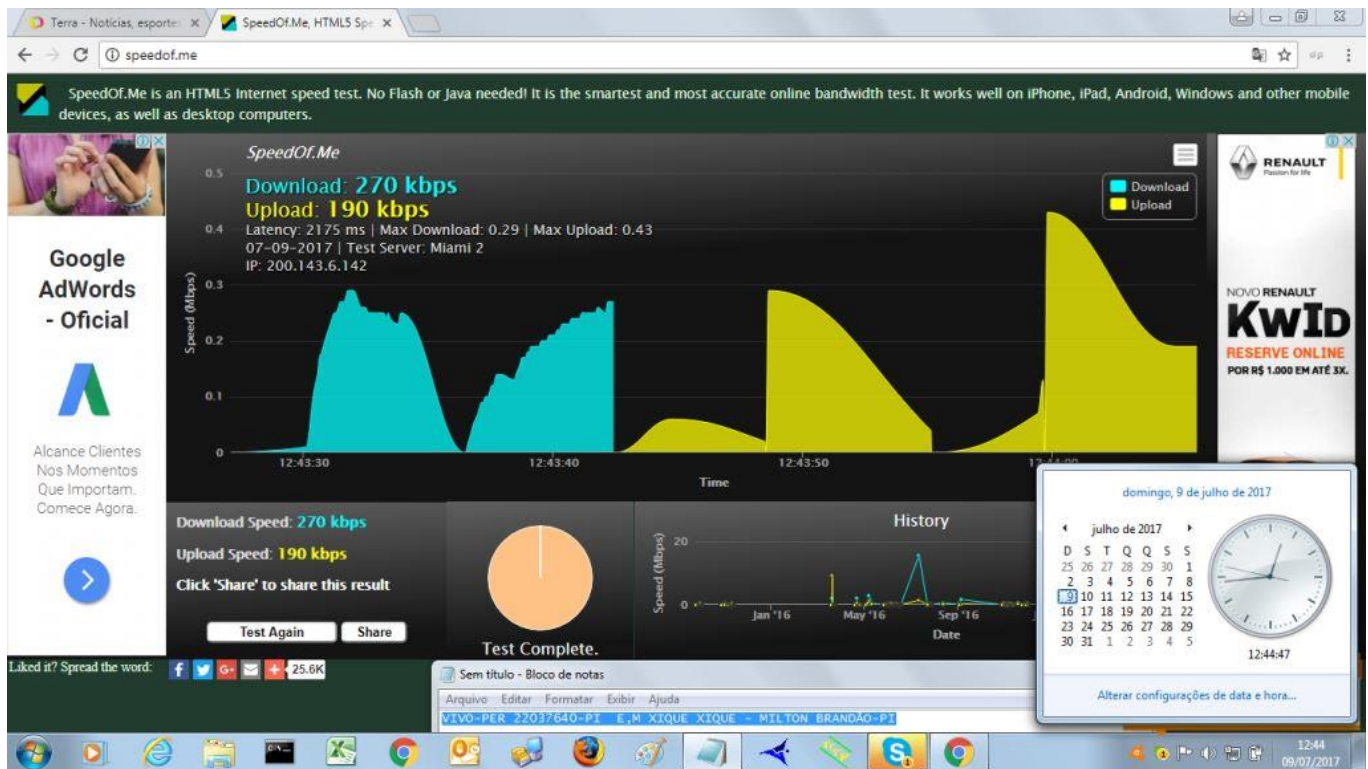 Terra - Notícias, esporte
SpeedOf.Me, HTML5 Spe
speedof.me
SpeedOf.Me is an HTML5 Internet speed test. No Flash or Java needed! It is the smartest and most accurate online bandwidth test. It works well on iPhone, iPad, Android, Windows and other mobile
devices, as well as desktop computers.
SpeedOf.Me
Download: 270 kbps
Upload: 190 kbps
Latency: 2175 ms | Max Download: 0.29 | Max Upload: 0.43
07-09-2017 | Test Server: Miami 2
IP: 200.143.6.142
Download
Upload
Speed (Mbps)
0.5
0.4
0.3
0.2
0.1
0
12:43:30
12:43:40
12:43:50
Time
Google
AdWords
- Oficial
Alcance Clientes
Nos Momentos
Que Importam.
Comece Agora.
RENAULT
Passion for life
NOVO RENAULT
KWID
RESERVE ONLINE
POR R$ 1.000 EM ATÉ 3X.
Download Speed: 270 kbps
Upload Speed: 190 kbps
Click 'Share' to share this result
Test Again
Share
Test Complete.
History
Speed (Mbps)
20
0
Jan '16
May '16
Sep '16
Date
domingo, 9 de julho de 2017
julho de 2017
D S T Q Q S S
25 26 27 28 29 30 1
2 3 4 5 6 7 8
9 10 11 12 13 14 15
16 17 18 19 20 21 22
23 24 25 26 27 28 29
30 31 1 2 3 4 5
12:44:47
Alterar configurações de data e hora...
Liked it? Spread the word:
25.6K
Sem título - Bloco de notas
Arquivo Editar Formatar Exibir Ajuda
VIVO-PER 22037640-PI E,M XIQUE XIQUE - MILTON BRANDÃO-PI
12:44
09/07/2017